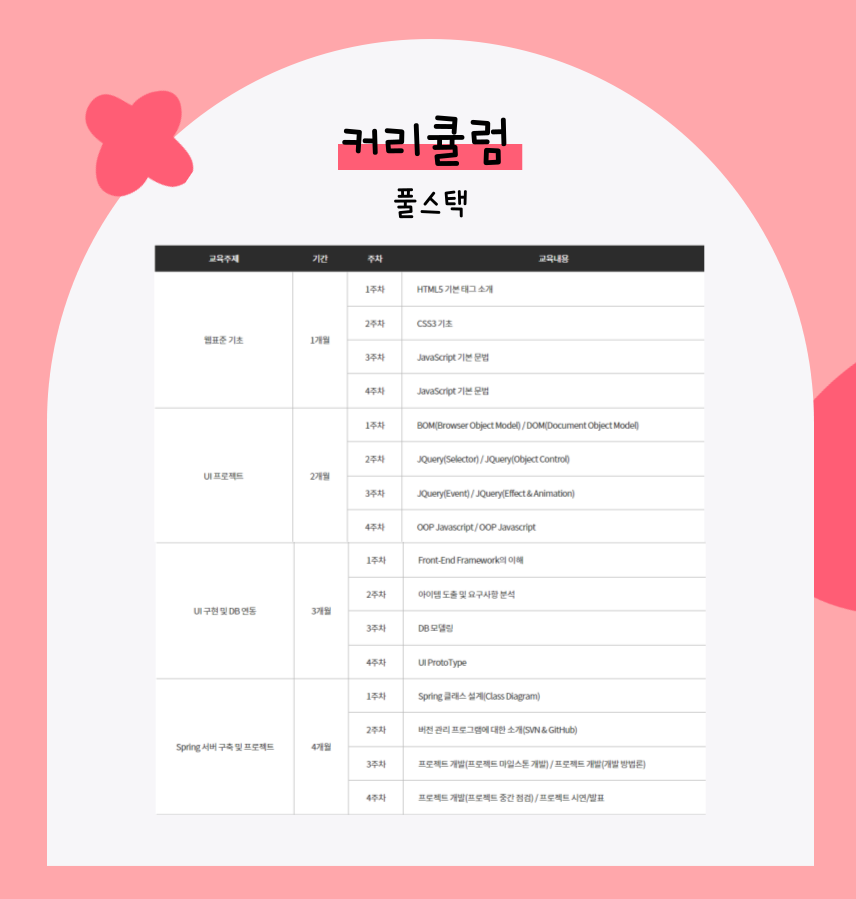 커리큘럼
풀스택
교육주제 기간 주차 교육내용
웹표준 기초 1개월
1주차 HTML5 기본 태그 소개
2주차 CSS3 기초
3주차 JavaScript 기본 문법
4주차 JavaScript 기본 문법
UI 프로젝트 2개월
1주차 BOM(Browser Object Model) / DOM(Document Object Model)
2주차 JQuery(Selector) / JQuery(Object Control)
3주차 JQuery(Event) / JQuery(Effect & Animation)
4주차 OOP Javascript / OOP Javascript
UI 구현 및 DB 연동 3개월
1주차 Front-End Framework의 이해
2주차 아이템 도출 및 요구사항 분석
3주차 DB 모델링
4주차 UI ProtoType
Spring 서버 구축 및 프로젝트 4개월
1주차 Spring 클래스 설계(Class Diagram)
2주차 버전 관리 프로그램에 대한 소개(SVN & GitHub)
3주차 프로젝트 개발(프로젝트 마일스톤 개발) / 프로젝트 개발(개발 방법론)
4주차 프로젝트 개발(프로젝트 중간 점검) / 프로젝트 시연/발표